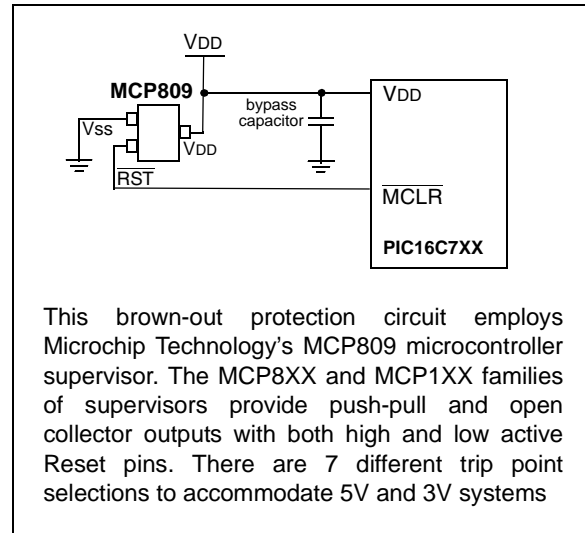 VDD
MCP809
VDD
bypass
capacitor
Vss
VDD
RST
MCLR
PIC16C7XX
This brown-out protection circuit employs
Microchip Technology's MCP809 microcontroller
supervisor. The MCP8XX and MCP1XX families
of supervisors provide push-pull and open
collector outputs with both high and low active
Reset pins. There are 7 different trip point
selections to accommodate 5V and 3V systems